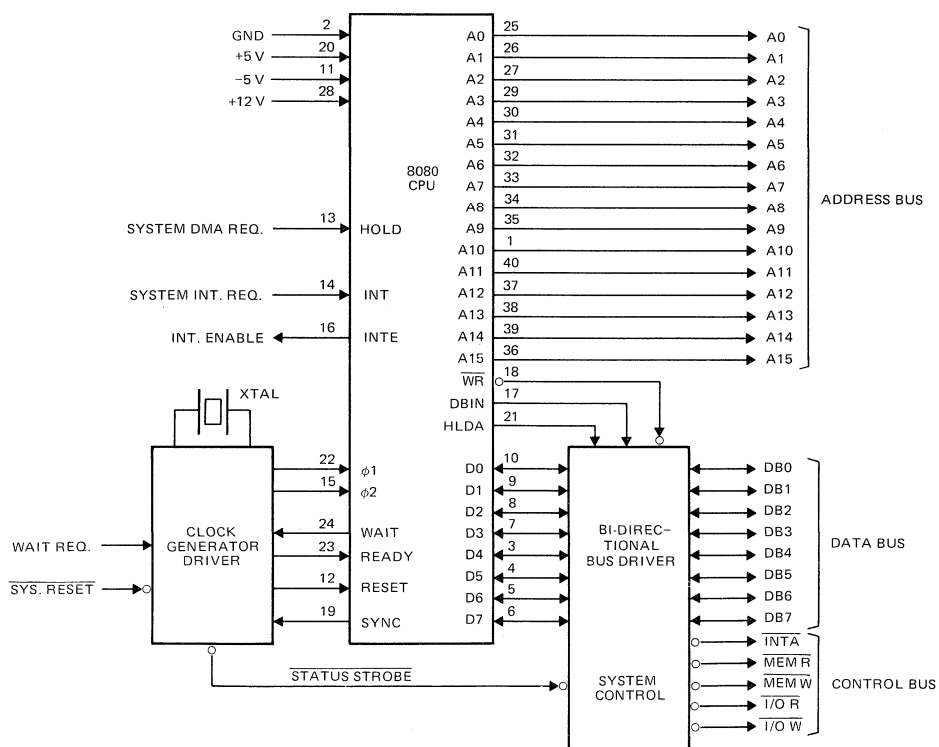 GND 2
+5 V 20
−5 V 11
+12 V 28
8080
CPU
A0 25 A0
A1 26 A1
A2 27 A2
A3 29 A3
A4 30 A4
A5 31 A5
A6 32 A6
A7 33 A7
A8 34 A8
A9 35 A9
A10 1 A10
A11 40 A11
A12 37 A12
A13 38 A13
A14 39 A14
A15 36 A15
ADDRESS BUS
SYSTEM DMA REQ. 13 HOLD
SYSTEM INT. REQ. 14 INT
INT. ENABLE 16 INTE
WR 18
DBIN 17
HLDA 21
XTAL
CLOCK
GENERATOR
DRIVER
WAIT REQ.
SYS. RESET
22 φ1
15 φ2
24 WAIT
23 READY
12 RESET
19 SYNC
STATUS STROBE
D0 10 DB0
D1 9 DB1
D2 8 DB2
D3 7 DB3
D4 3 DB4
D5 4 DB5
D6 5 DB6
D7 6 DB7
BI-DIREC-
TIONAL
BUS DRIVER
DATA BUS
SYSTEM
CONTROL
INTA
MEM R
MEM W
I/O R
I/O W
CONTROL BUS